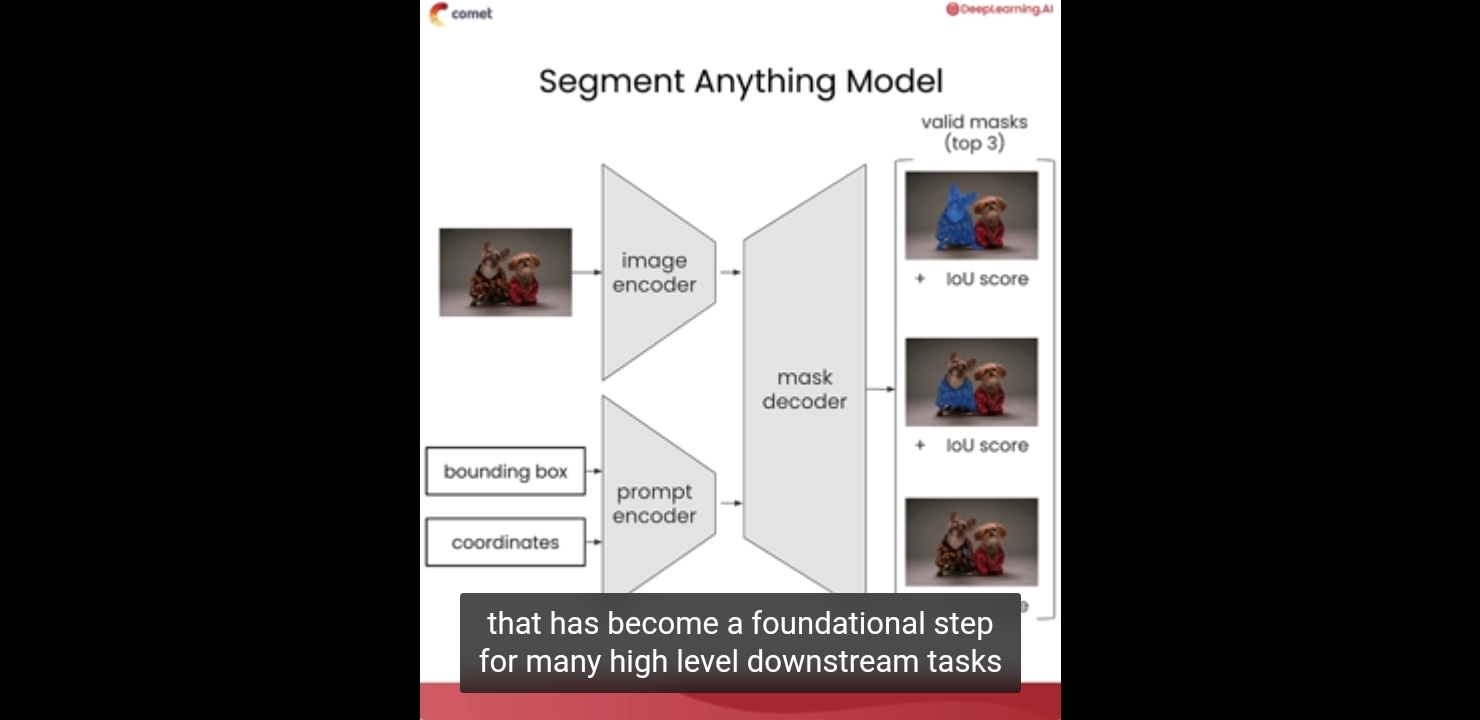 comet
DeepLearning.AI
Segment Anything Model
valid masks
(top 3)
image
encoder
+ IoU score
mask
decoder
+ IoU score
bounding box
prompt
encoder
coordinates
that has become a foundational step
for many high level downstream tasks